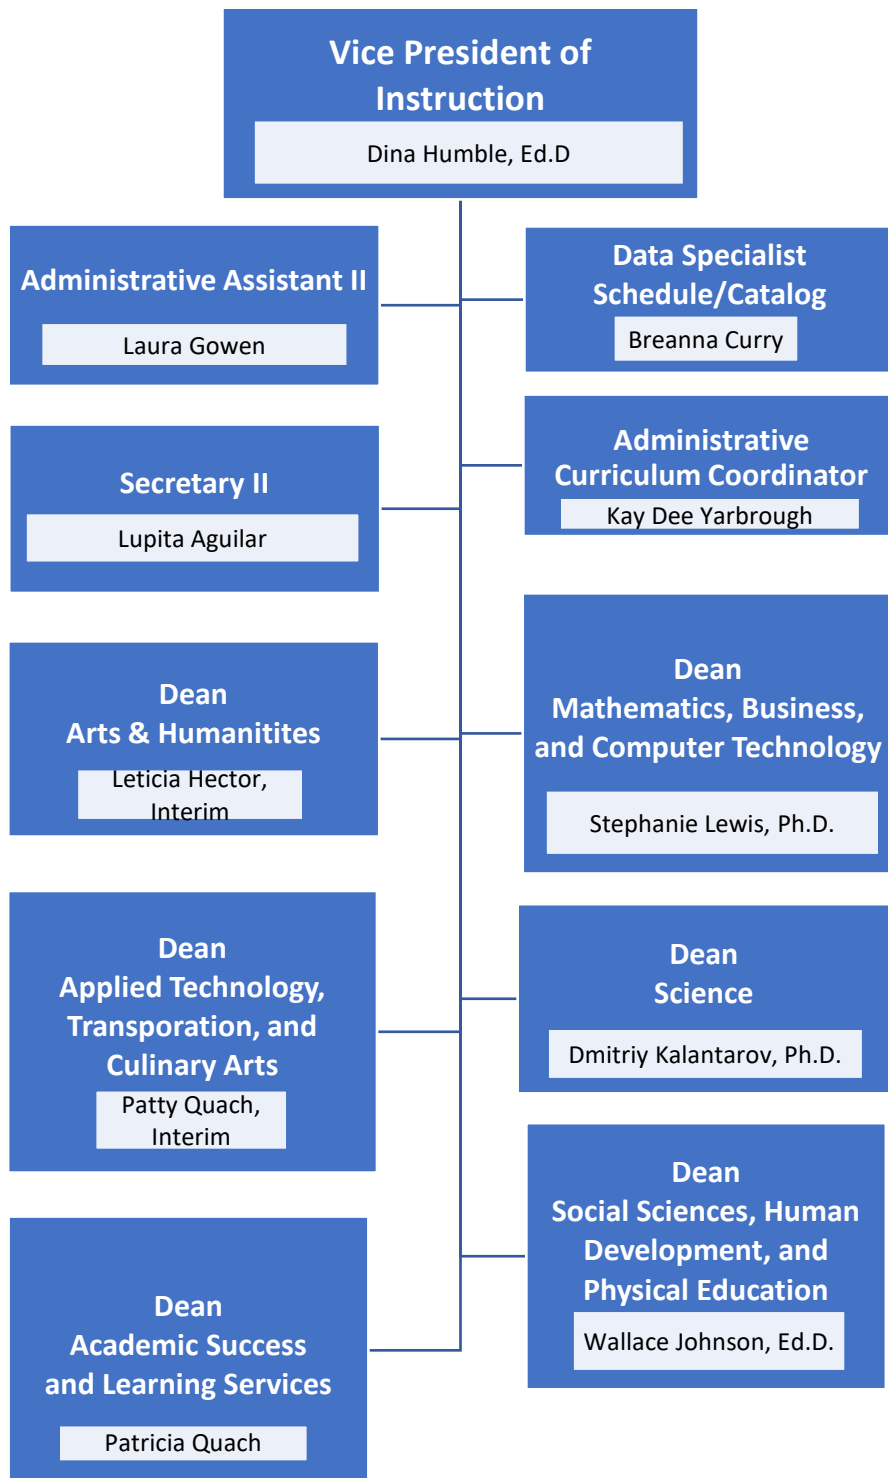 Vice President of
Instruction
Dina Humble, Ed.D
Administrative Assistant II
Laura Gowen
Data Specialist
Schedule/Catalog
Breanna Curry
Secretary II
Lupita Aguilar
Administrative
Curriculum Coordinator
Kay Dee Yarbrough
Dean
Arts & Humanitites
Leticia Hector,
Interim
Dean
Mathematics, Business,
and Computer Technology
Stephanie Lewis, Ph.D.
Dean
Applied Technology,
Transporation, and
Culinary Arts
Patty Quach,
Interim
Dean
Science
Dmitriy Kalantarov, Ph.D.
Dean
Social Sciences, Human
Development, and
Physical Education
Wallace Johnson, Ed.D.
Dean
Academic Success
and Learning Services
Patricia Quach